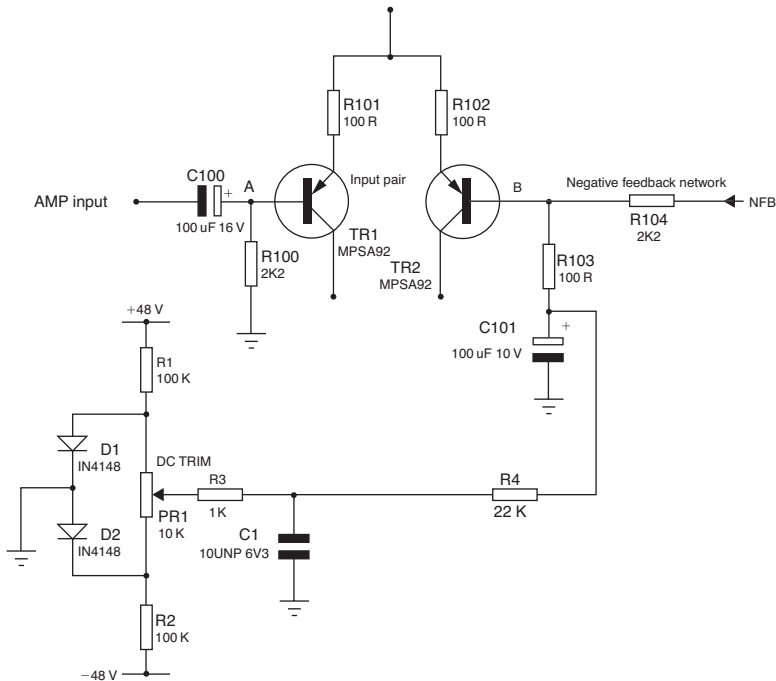 R101
100 R
R102
100 R
C100
+
A
Input pair
B
Negative feedback network
AMP input
NFB
100 uF 16 V
R104
2K2
TR1
MPSA92
R100
2K2
TR2
MPSA92
R103
100 R
+48 V
C101
+
100 uF 10 V
R1
100 K
D1
IN4148
DC TRIM
R3
1K
R4
22 K
PR1
10 K
D2
IN4148
C1
10UNP 6V3
R2
100 K
−48 V